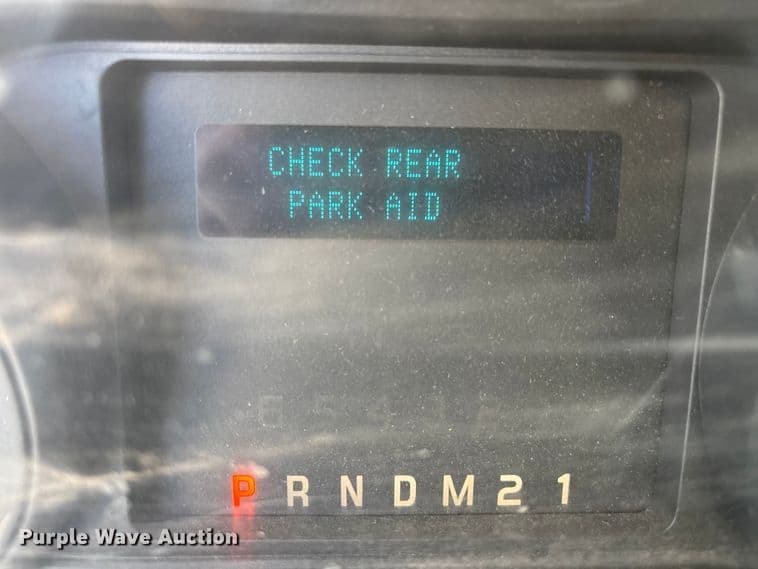 CHECK REAR
PARK AID
P R N D M 2 1
Purple Wave Auction